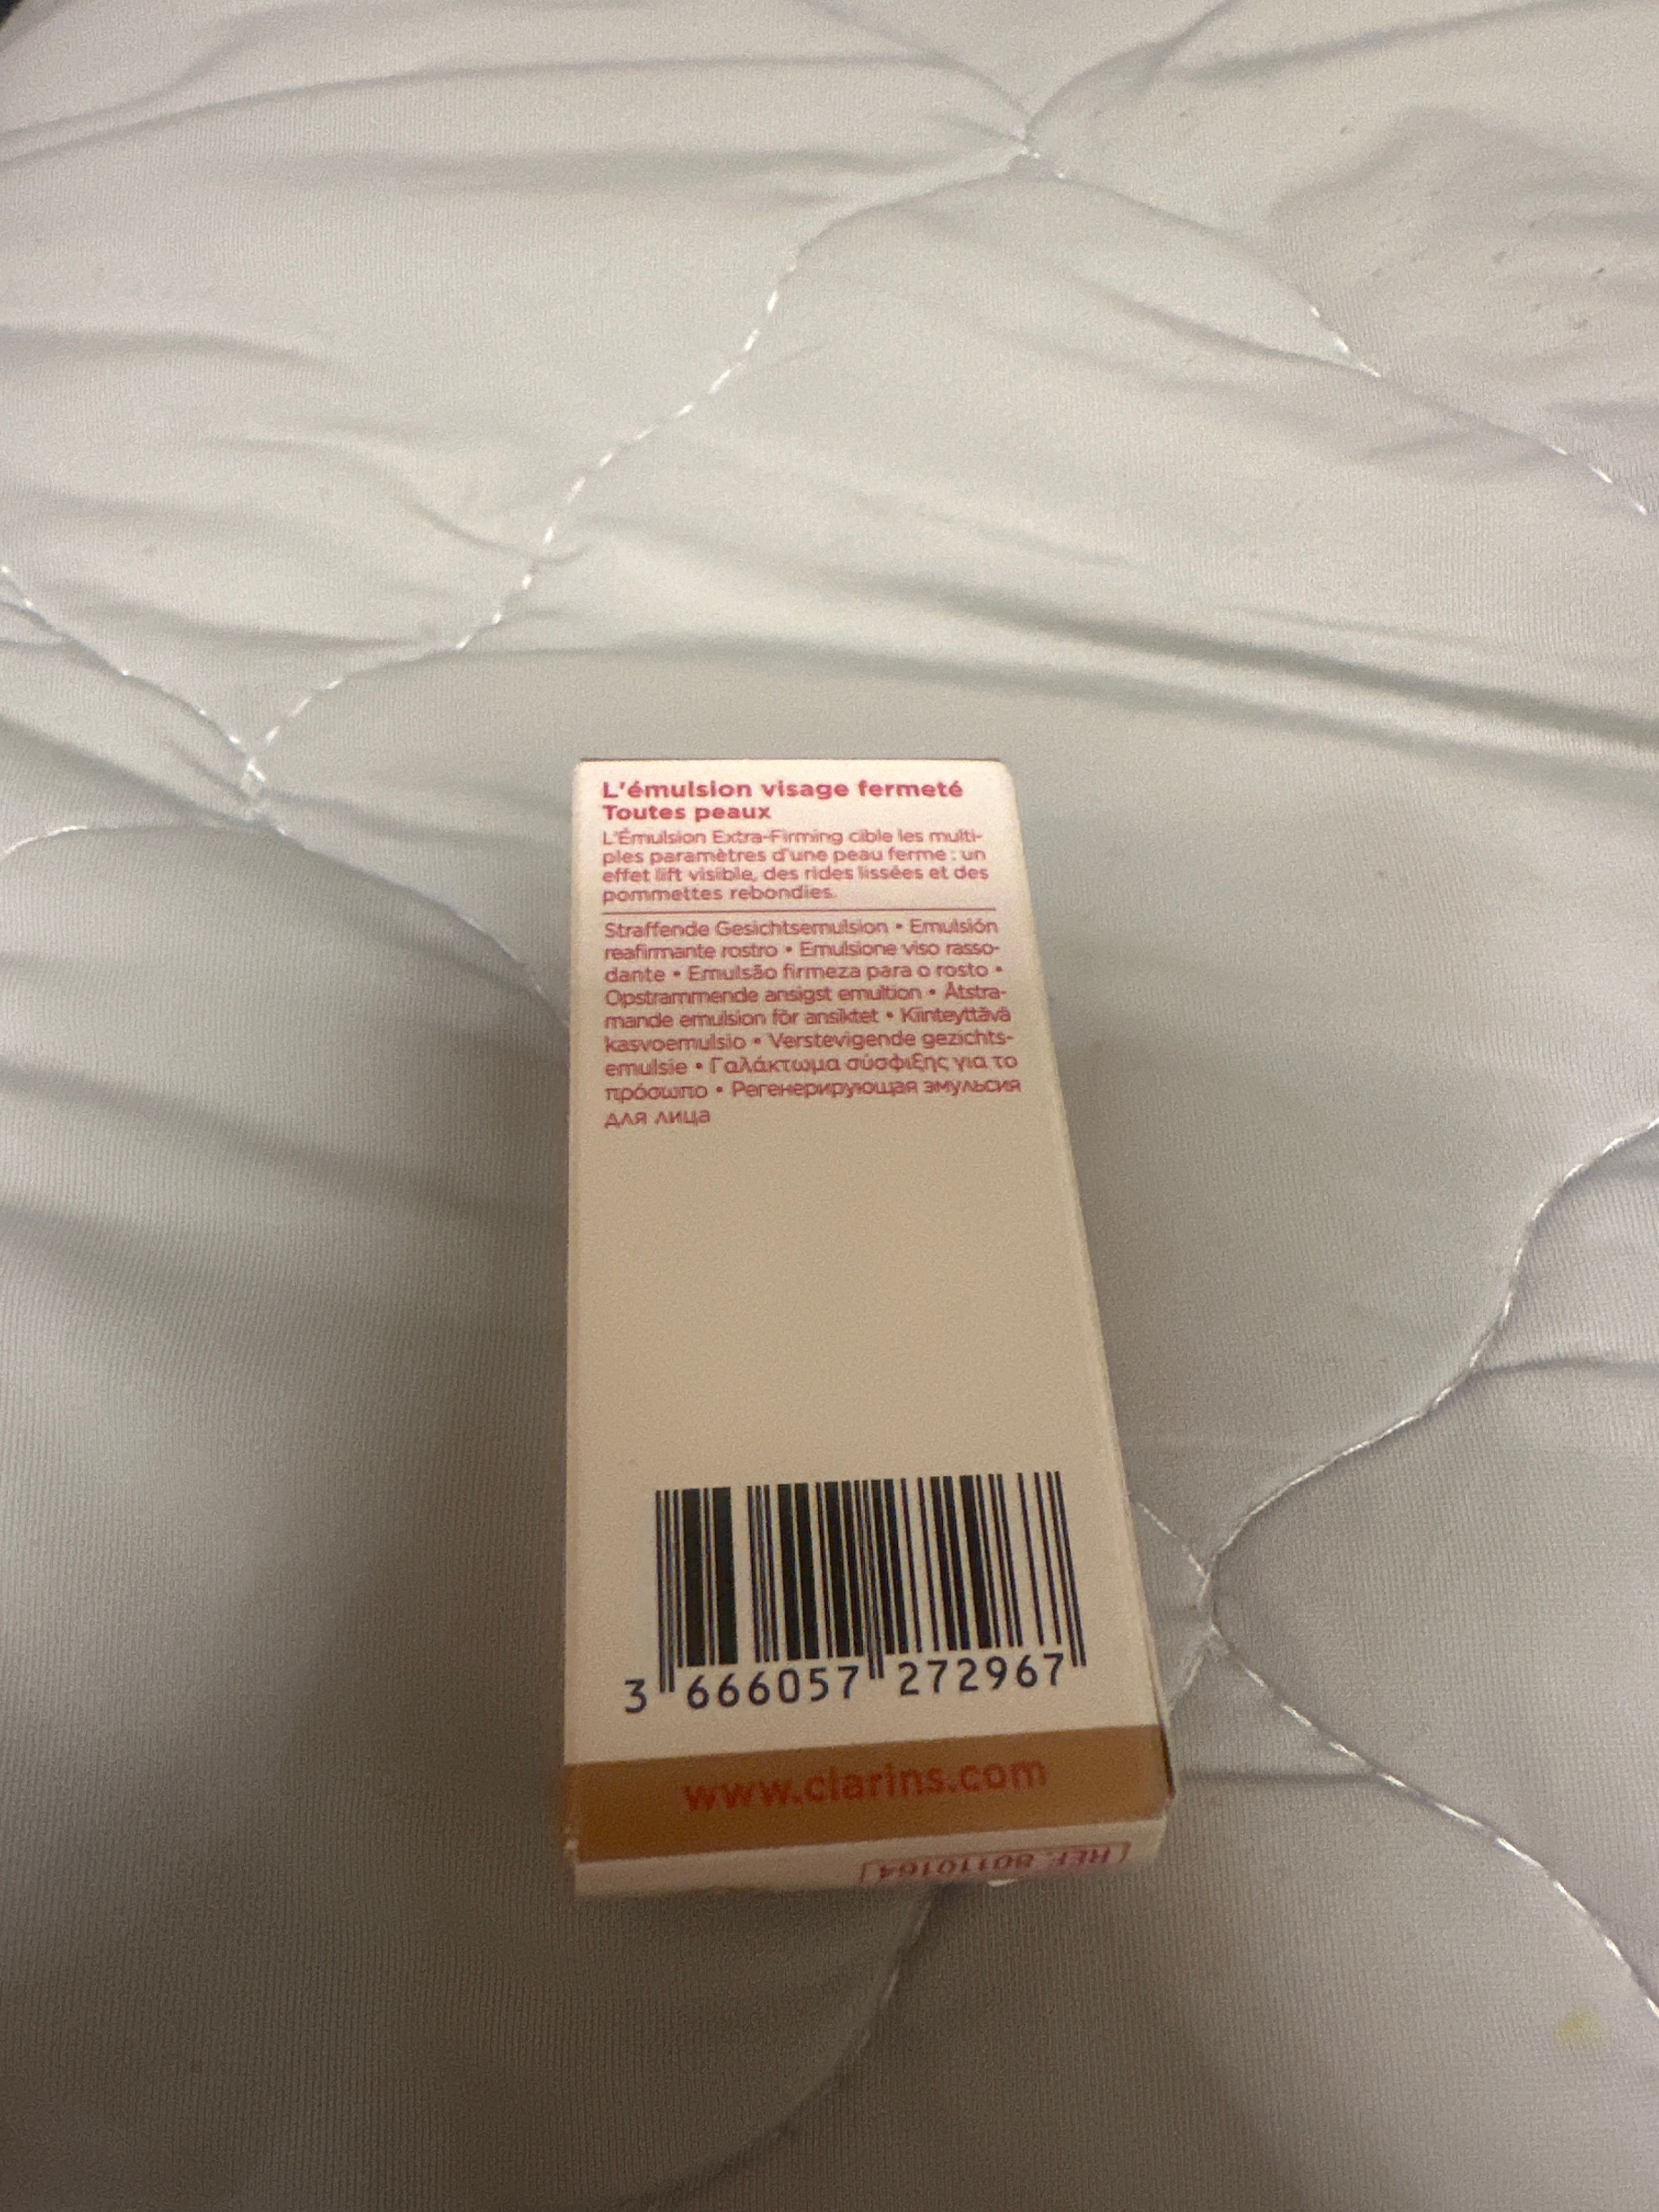 L'émulsion visage fermeté
Toutes peaux
L'Émulsion Extra-Firming cible les multi-
ples paramètres d'une peau ferme : un
effet lift visible, des rides lissées et des
pommettes rebondies.
Straffende Gesichtsemulsion • Emulsión
reafirmante rostro • Emulsione viso rasso-
dante • Emulsão firmeza para o rosto •
Opstrammende ansigst emultion • Åtstra-
mande emulsion för ansiktet • Kiinteyttävä
kasvoemulsio • Verstevigende gezichts-
emulsie • Γαλάκτωμα σύσφιξης για το
πρόσωπο • Регенерирующая эмульсия
для лица
3 666057 272967
www.clarins.com
REF. 80110164